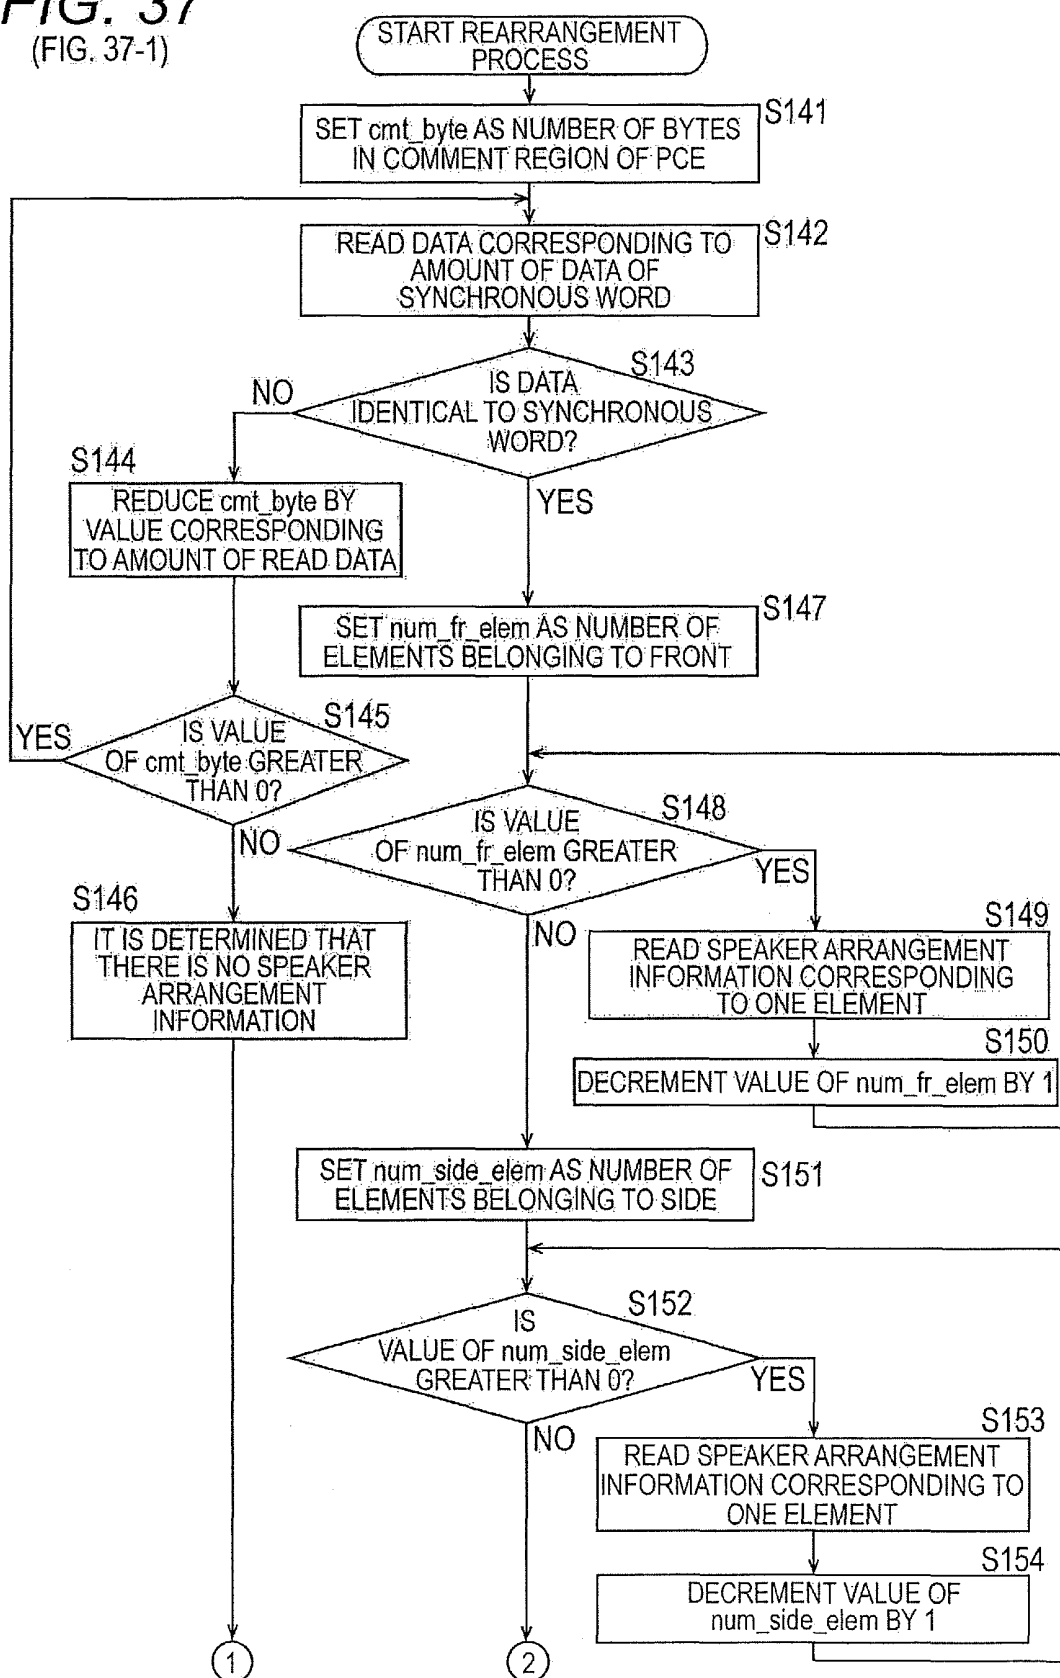 FIG. 37
(FIG. 37-1)
START REARRANGEMENT
PROCESS
S141
SET cmt_byte AS NUMBER OF BYTES
IN COMMENT REGION OF PCE
S142
READ DATA CORRESPONDING TO
AMOUNT OF DATA OF
SYNCHRONOUS WORD
S143
IS DATA
IDENTICAL TO SYNCHRONOUS
WORD?
NO
YES
S144
REDUCE cmt_byte BY
VALUE CORRESPONDING
TO AMOUNT OF READ DATA
S147
SET num_fr_elem AS NUMBER OF
ELEMENTS BELONGING TO FRONT
S145
IS VALUE
OF cmt_byte GREATER
THAN 0?
YES
NO
S148
IS VALUE
OF num_fr_elem GREATER
THAN 0?
YES
NO
S146
IT IS DETERMINED THAT
THERE IS NO SPEAKER
ARRANGEMENT
INFORMATION
S149
READ SPEAKER ARRANGEMENT
INFORMATION CORRESPONDING
TO ONE ELEMENT
S150
DECREMENT VALUE OF num_fr_elem BY 1
S151
SET num_side_elem AS NUMBER OF
ELEMENTS BELONGING TO SIDE
S152
IS
VALUE OF num_side_elem
GREATER THAN 0?
YES
NO
S153
READ SPEAKER ARRANGEMENT
INFORMATION CORRESPONDING TO
ONE ELEMENT
S154
DECREMENT VALUE OF
num_side_elem BY 1
1
2